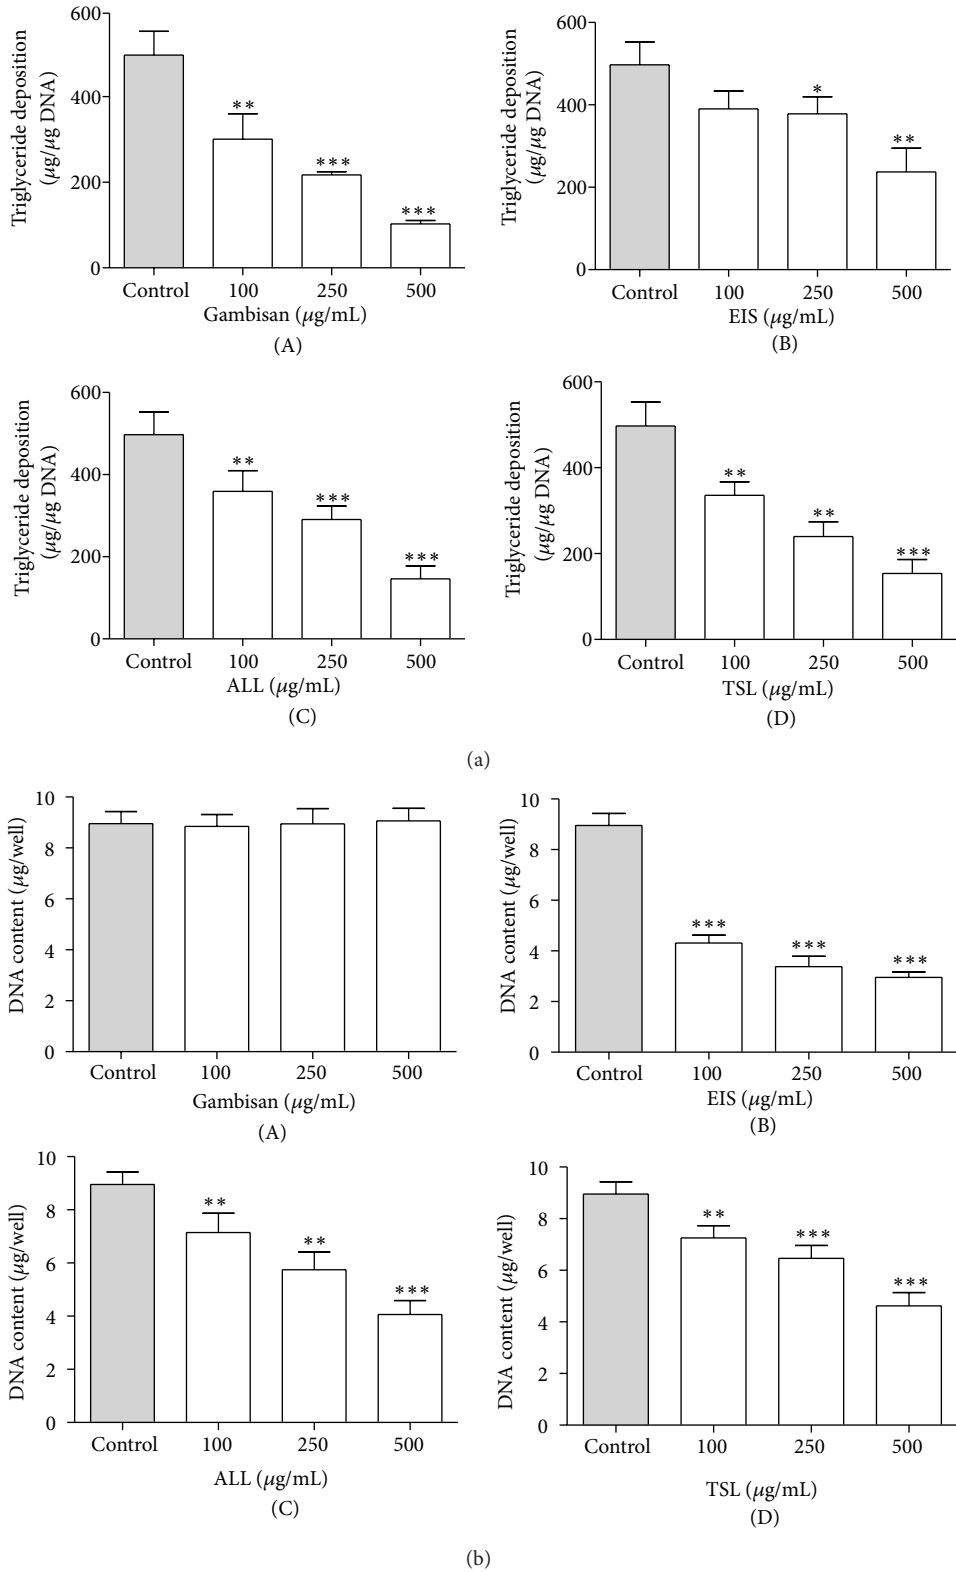 Triglyceride deposition
(μg/μg DNA)
600
400
200
0
**
***
***
Control
100
250
500
Gambisan (μg/mL)
(A)
Triglyceride deposition
(μg/μg DNA)
600
400
200
0
*
**
Control
100
250
500
EIS (μg/mL)
(B)
Triglyceride deposition
(μg/μg DNA)
600
400
200
0
**
***
***
Control
100
250
500
ALL (μg/mL)
(C)
Triglyceride deposition
(μg/μg DNA)
600
400
200
0
**
**
***
Control
100
250
500
TSL (μg/mL)
(D)
(a)
DNA content (μg/well)
10
8
6
4
2
0
Control
100
250
500
Gambisan (μg/mL)
(A)
DNA content (μg/well)
10
8
6
4
2
0
***
***
***
Control
100
250
500
EIS (μg/mL)
(B)
DNA content (μg/well)
10
8
6
4
2
0
**
**
***
Control
100
250
500
ALL (μg/mL)
(C)
DNA content (μg/well)
10
8
6
4
2
0
**
***
***
Control
100
250
500
TSL (μg/mL)
(D)
(b)